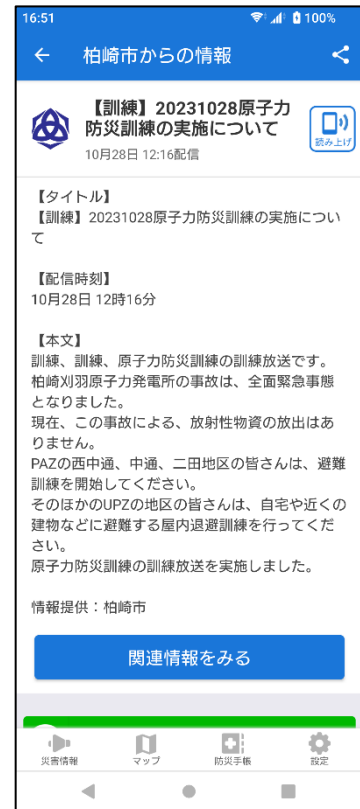 16:51
100%
柏崎市からの情報
【訓練】20231028原子力
防災訓練の実施について
10月28日 12:16配信
読み上げ
【タイトル】
【訓練】20231028原子力防災訓練の実施につい
て
【配信時刻】
10月28日 12時16分
【本文】
訓練、訓練、原子力防災訓練の訓練放送です。
柏崎刈羽原子力発電所の事故は、全面緊急事態
となりました。
現在、この事故による、放射性物資の放出はあ
りません。
PAZの西中通、中通、二田地区の皆さんは、避難
訓練を開始してください。
そのほかのUPZの地区の皆さんは、自宅や近くの
建物などに避難する屋内退避訓練を行ってくだ
さい。
原子力防災訓練の訓練放送を実施しました。
情報提供：柏崎市
関連情報をみる
災害情報 マップ 防災手帳 設定